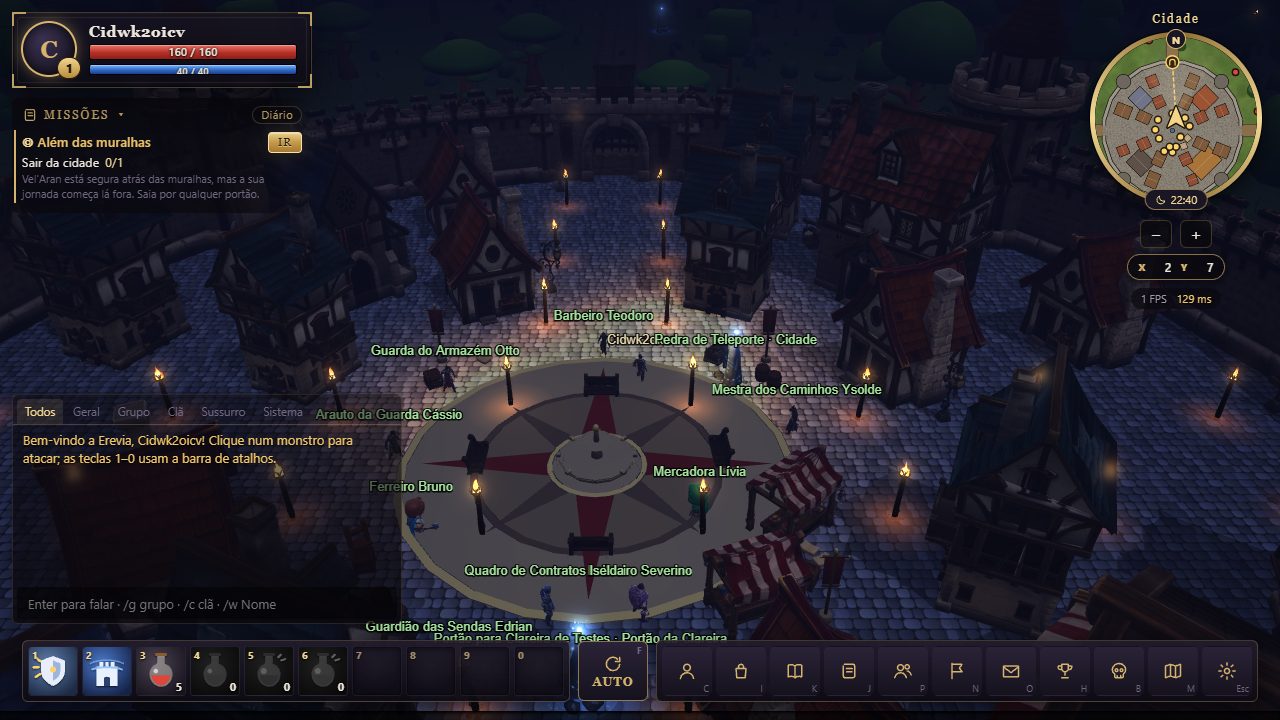 Cidwk2oicv
C
160 / 160
1
40 / 40
MISSÕES
Diário
Além das muralhas
IR
Sair da cidade 0/1
Vel'Aran está segura atrás das muralhas, mas a sua
jornada começa lá fora. Saia por qualquer portão.
Cidade
N
22:40
−
+
X 2 Y 7
1 FPS 129 ms
Barbeiro Teodoro
Pedra de Teleporte · Cidade
Guarda do Armazém Otto
Mestra dos Caminhos Ysolde
Arauto da Guarda Cássio
Mercadora Lívia
Ferreiro Bruno
Quadro de Contratos
Severino
Guardião das Sendas Edrian
Portão para Clareira de Testes · Portão da Clareira
Todos Geral Grupo Clã Sussurro Sistema
Bem-vindo a Erevia, Cidwk2oicv! Clique num monstro para
atacar; as teclas 1–0 usam a barra de atalhos.
Enter para falar · /g grupo · /c clã · /w Nome
1 2 3 4 5 6 7 8 9 0
5 0 0 0
F
AUTO
C I K J P N O H B M Esc